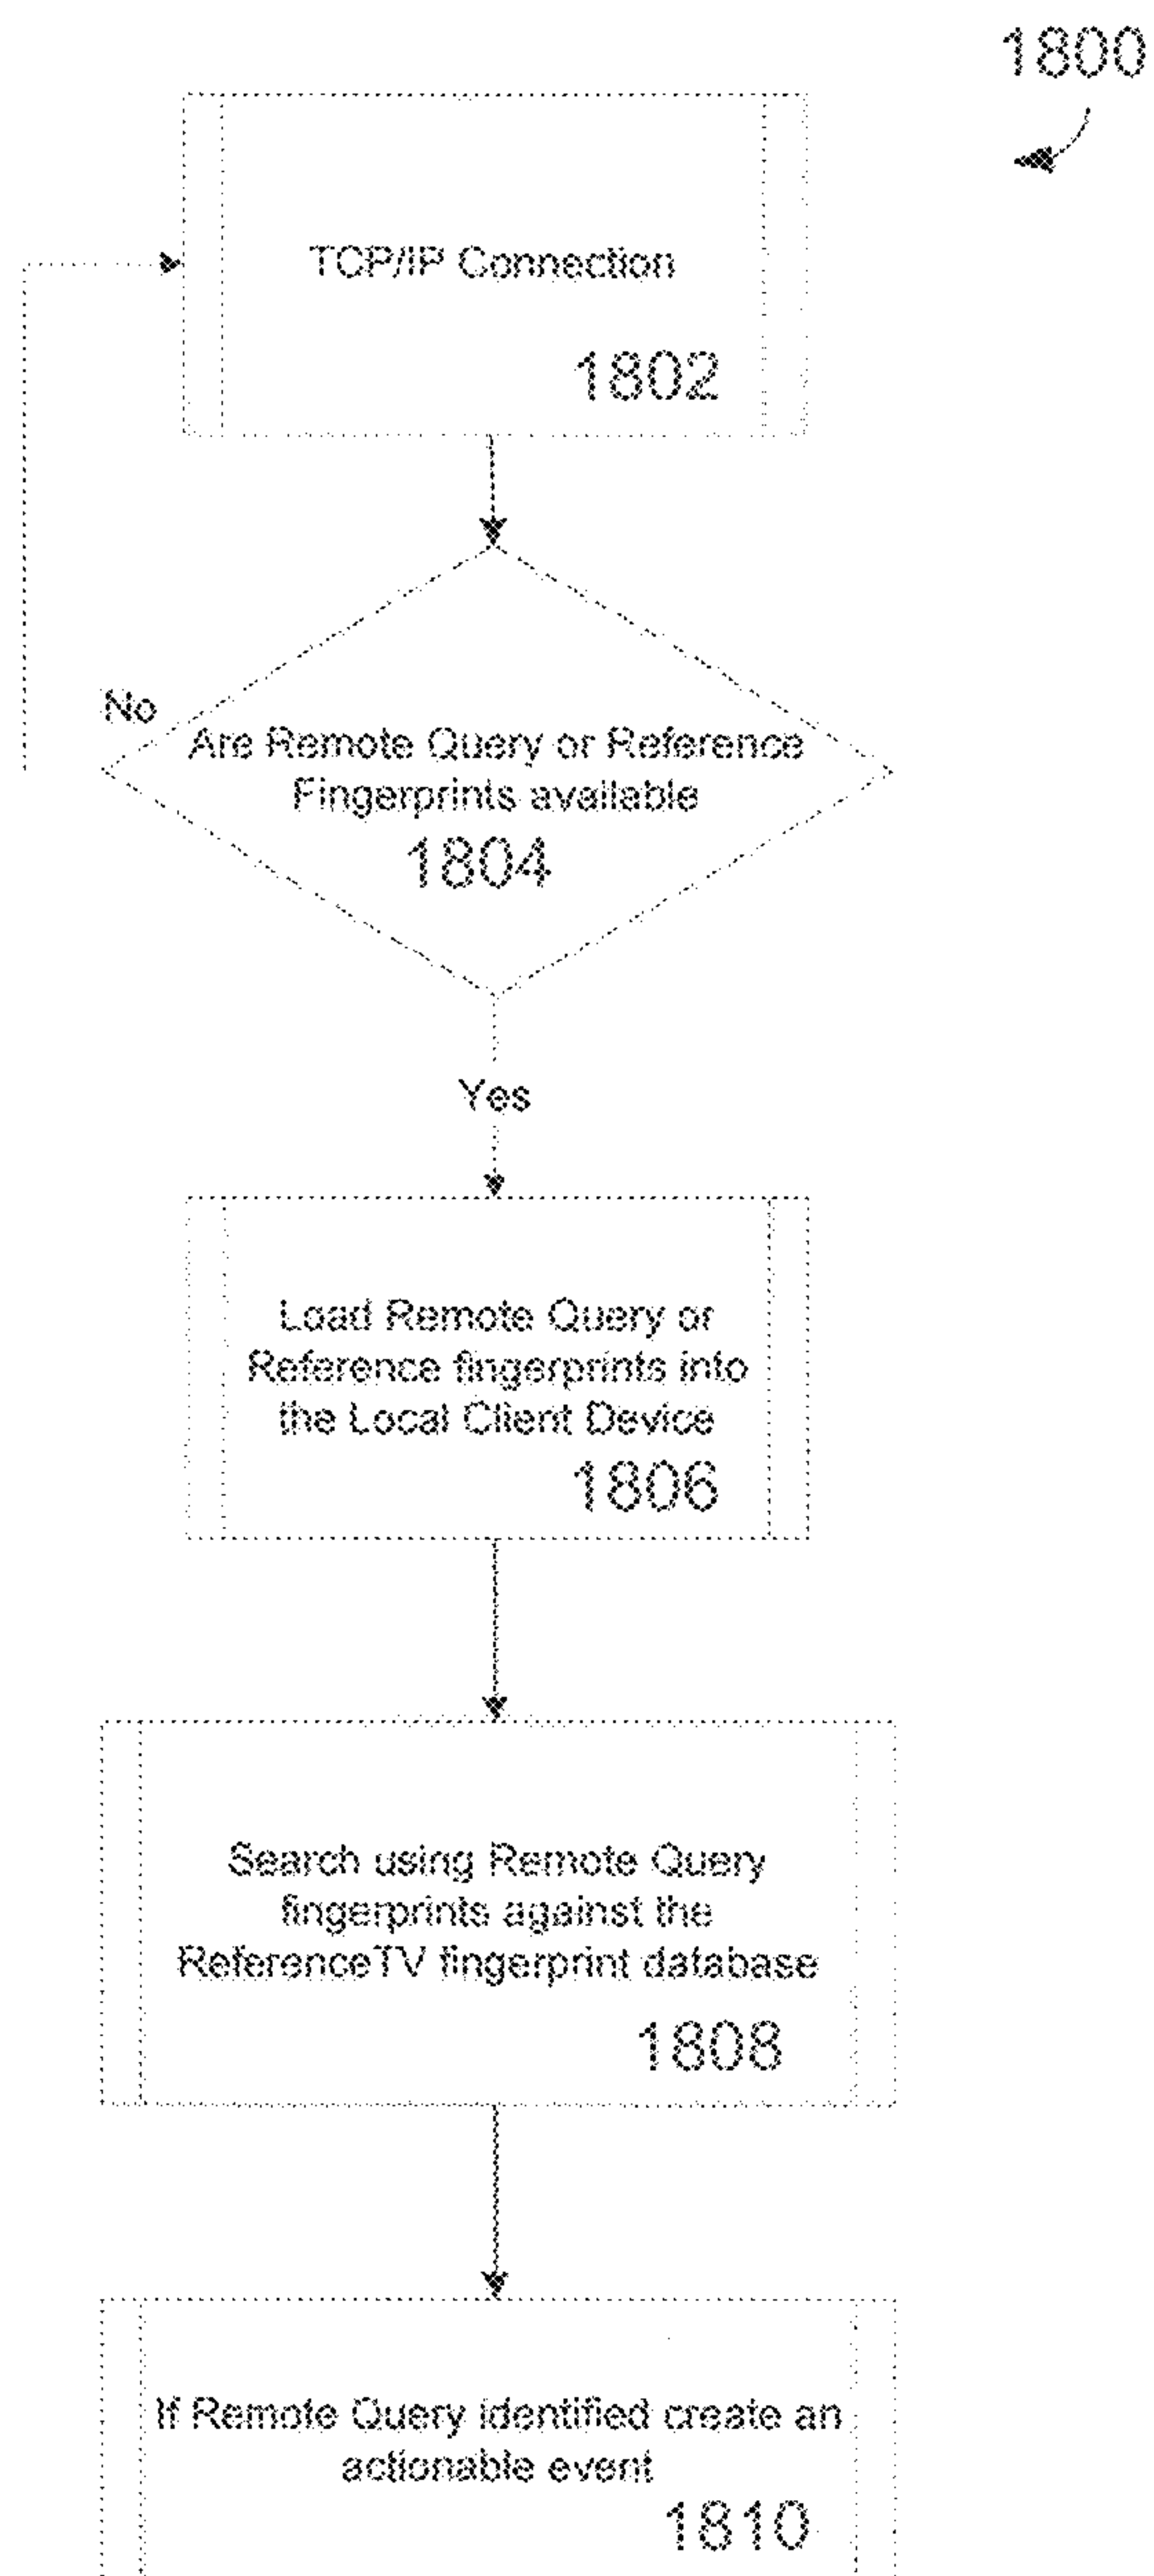 1800
TCP/IP Connection
1802
No
Are Remote Query or Reference
Fingerprints available
1804
Yes
Load Remote Query or
Reference fingerprints into
the Local Client Device
1806
Search using Remote Query
fingerprints against the
ReferenceTV fingerprint database
1808
If Remote Query identified create an
actionable event
1810